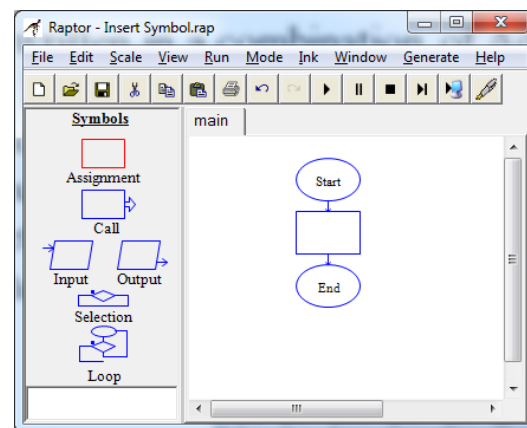 Raptor - Insert Symbol.rap
File Edit Scale View Run Mode Ink Window Generate Help
Symbols
Assignment
Call
Input Output
Selection
Loop
main
Start
End